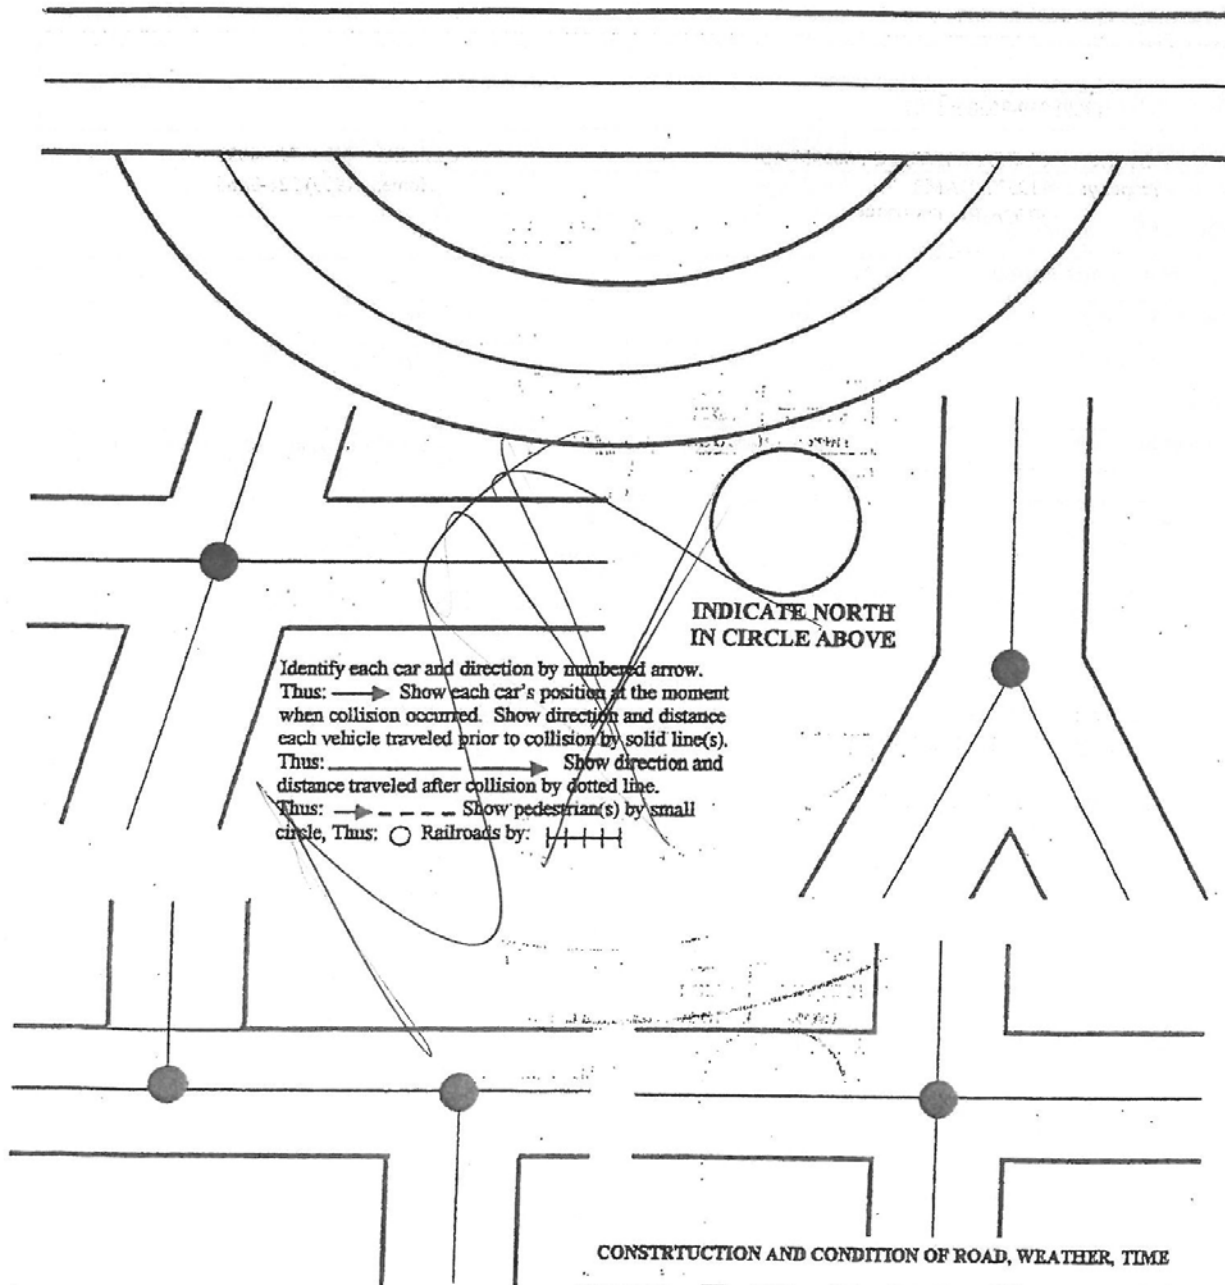 INDICATE NORTH
IN CIRCLE ABOVE
Identify each car and direction by numbered arrow.
Thus: Show each car's position at the moment
when collision occurred. Show direction and distance
each vehicle traveled prior to collision by solid line(s).
Thus: Show direction and
distance traveled after collision by dotted line.
Thus: Show pedestrian(s) by small
circle, Thus: Railroads by:
CONSTRTUCTION AND CONDITION OF ROAD, WEATHER, TIME